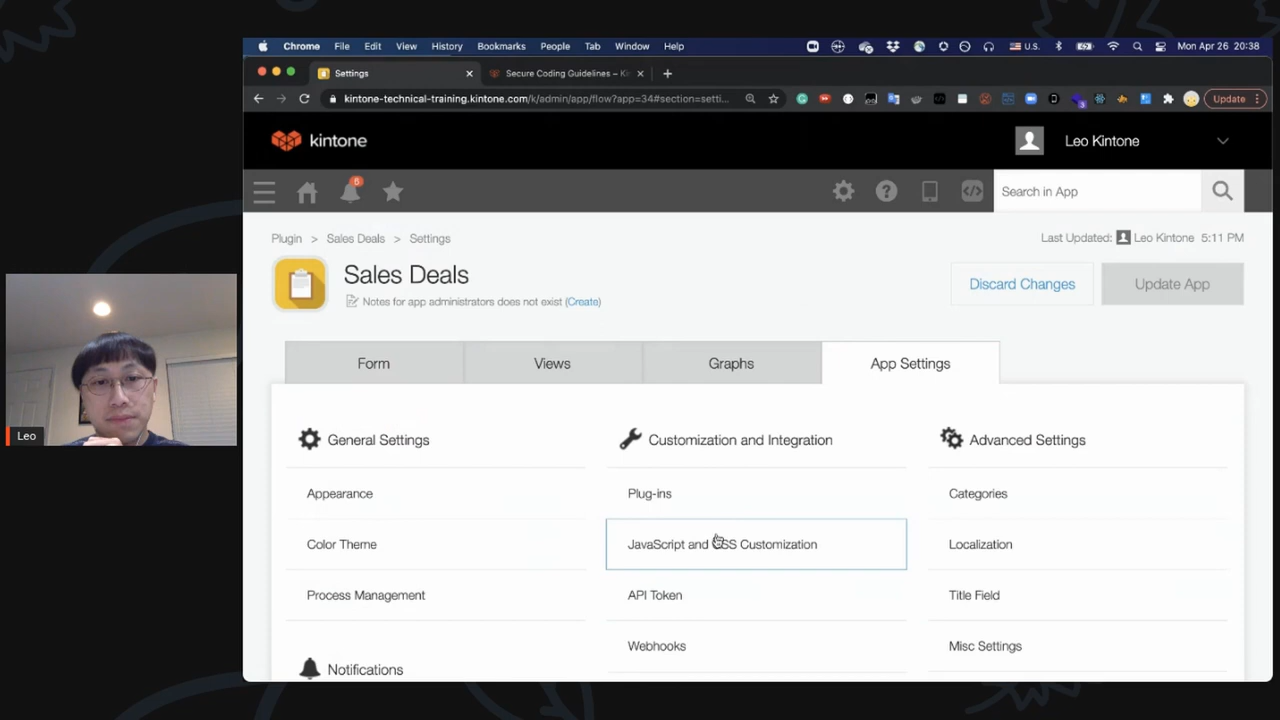 Chrome File Edit View History Bookmarks People Tab Window Help U.S. Mon Apr 26 20:38
Settings Secure Coding Guidelines – Ki
kintone-technical-training.kintone.com/k/admin/app/flow?app=34#section=setti... 3 Update
kintone Leo Kintone
6 Search in App
Plugin > Sales Deals > Settings Last Updated: Leo Kintone 5:11 PM
Sales Deals Discard Changes Update App
Notes for app administrators does not exist (Create)
Form Views Graphs App Settings
General Settings Customization and Integration Advanced Settings
Appearance Plug-ins Categories
Color Theme JavaScript and CSS Customization Localization
Process Management API Token Title Field
Webhooks Misc Settings
Notifications
Leo